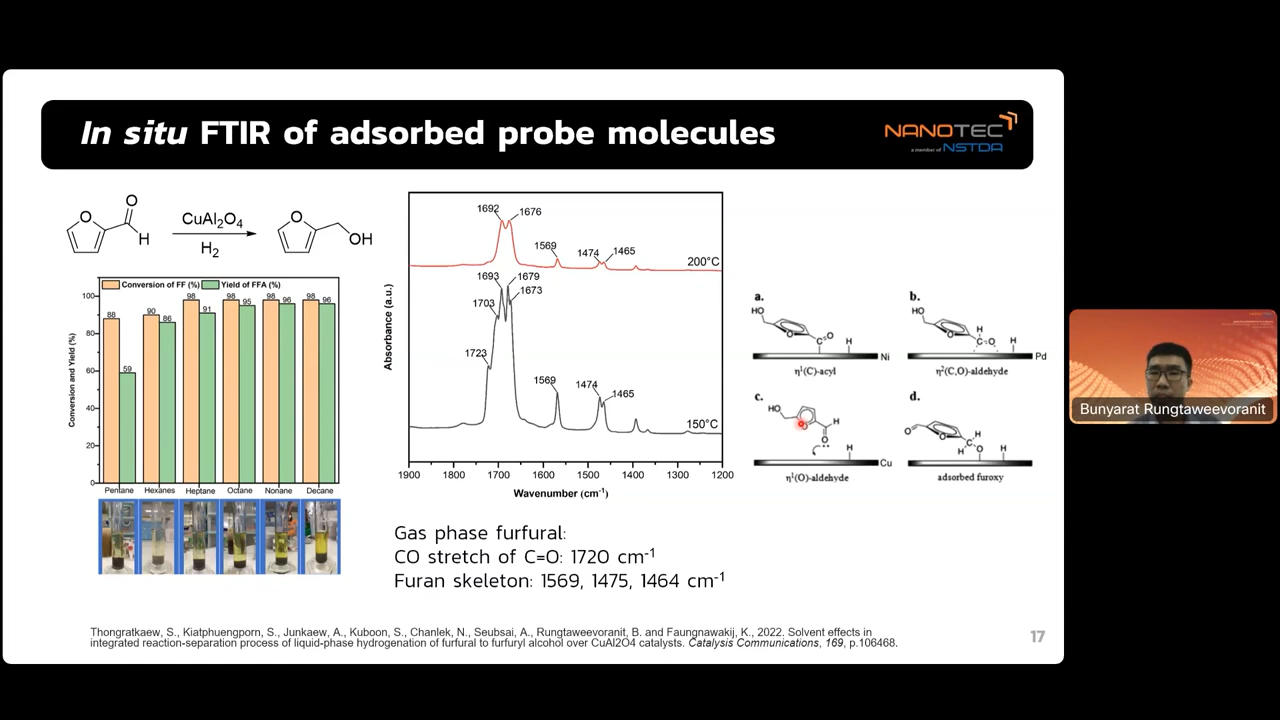 In situ FTIR of adsorbed probe molecules
NANOTEC
a member of NSTDA
O
O
H
CuAl2O4
H2
O
OH
Conversion of FF (%) Yield of FFA (%)
Conversion and Yield (%)
100
80
60
40
20
0
88 59 90 86 98 91 98 95 98 96 98 96
Pentane Hexanes Heptane Octane Nonane Decane
Absorbance (a.u.)
1692 1676
1569
1474 1465
200°C
1693 1679
1673
1703
1723
1569
1474
1465
150°C
1900 1800 1700 1600 1500 1400 1300 1200
Wavenumber (cm-1)
Gas phase furfural:
CO stretch of C=O: 1720 cm-1
Furan skeleton: 1569, 1475, 1464 cm-1
a.
HO
O
C
O
H
Ni
η1(C)-acyl
b.
HO
O
H
C
O
H
Pd
η2(C,O)-aldehyde
c.
HO
O
C
H
O
H
Cu
η1(O)-aldehyde
d.
O
O
H
C
H
O
H
adsorbed furoxy
Thongratkaew, S., Kiatphuengporn, S., Junkaew, A., Kuboon, S., Chanlek, N., Seubsai, A., Rungtaweevoranit, B. and Faungnawakij, K., 2022. Solvent effects in
integrated reaction-separation process of liquid-phase hydrogenation of furfural to furfuryl alcohol over CuAl2O4 catalysts. Catalysis Communications, 169, p.106468.
17
Bunyarat Rungtaweevoranit